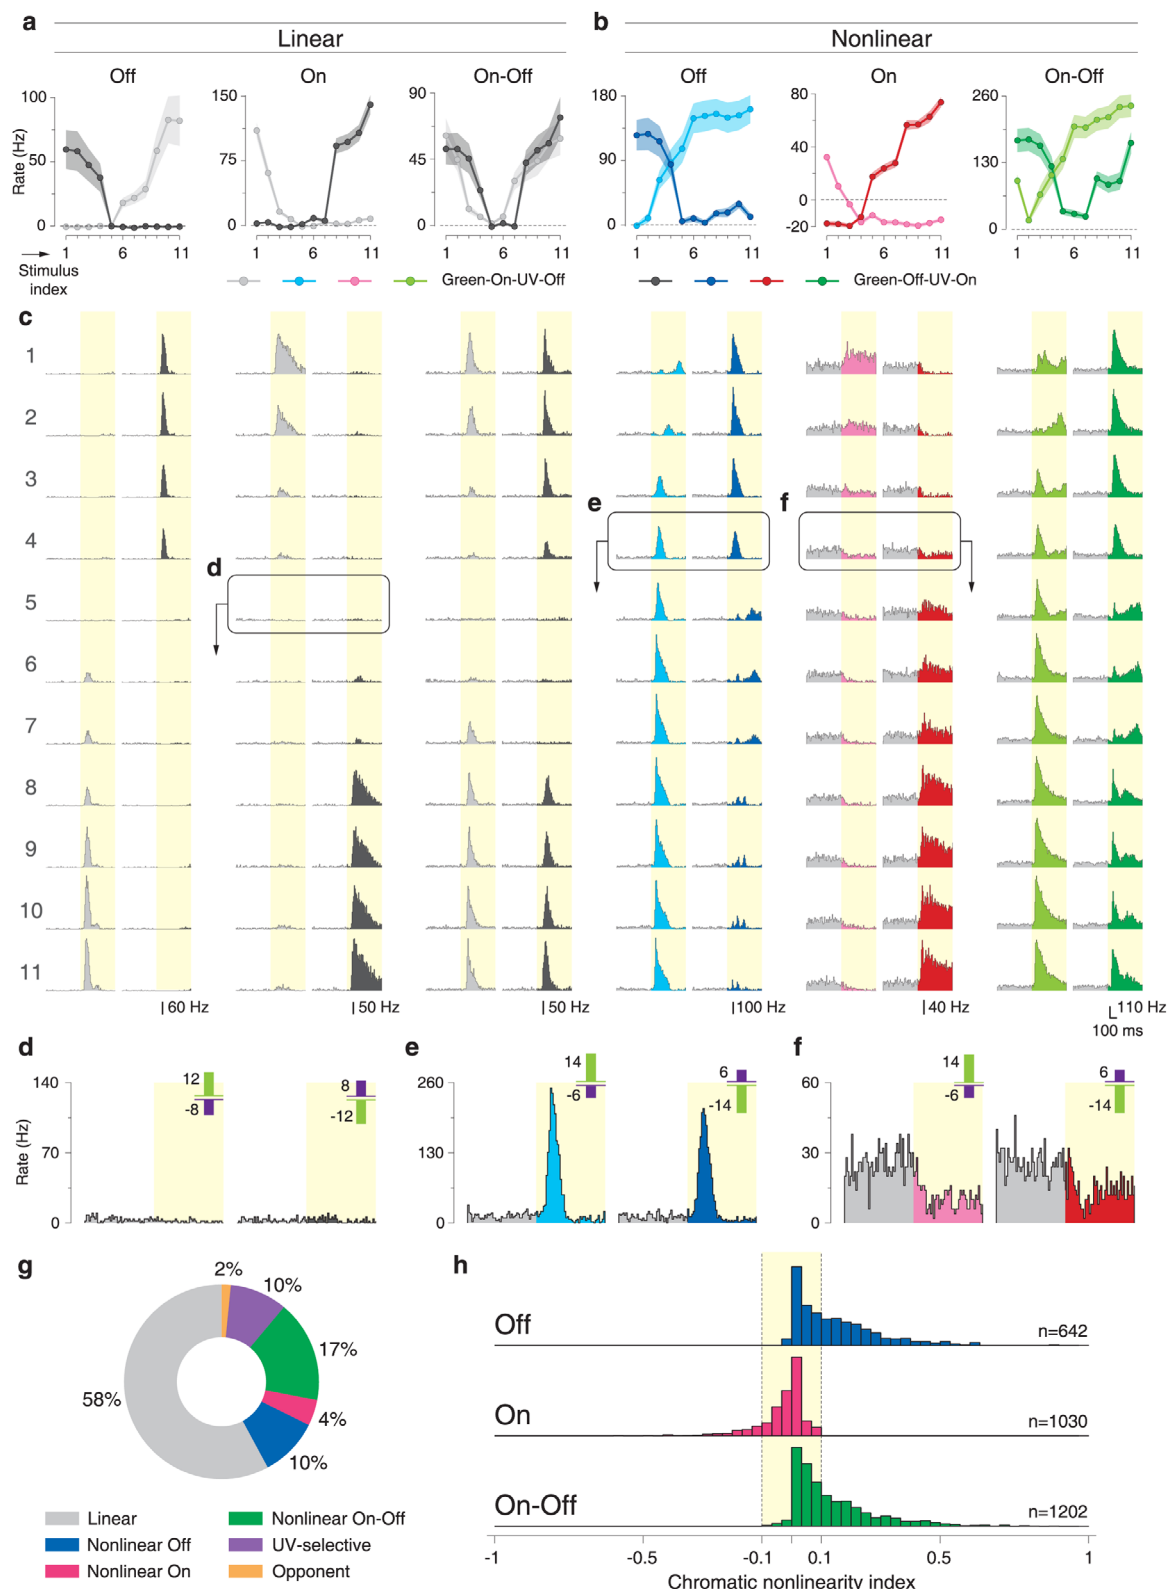 a
b
Linear
Nonlinear
Off
On
On-Off
Off
On
On-Off
100
50
0
150
75
0
90
45
0
180
90
0
80
40
0
-20
260
130
0
Rate (Hz)
1 6 11
1 6 11
1 6 11
1 6 11
1 6 11
1 6 11
Stimulus
index
Green-On-UV-Off
Green-Off-UV-On
c
1
2
3
e
f
4
d
5
6
7
8
9
10
11
60 Hz
50 Hz
50 Hz
100 Hz
40 Hz
110 Hz
100 ms
d
e
f
140
70
0
Rate (Hz)
12
-8
8
-12
260
130
0
14
-6
6
-14
60
30
0
14
-6
6
-14
g
2%
10%
17%
4%
10%
58%
Linear
Nonlinear Off
Nonlinear On
Nonlinear On-Off
UV-selective
Opponent
h
Off
n=642
On
n=1030
On-Off
n=1202
-1 -0.5 -0.1 0.1 0.5 1
Chromatic nonlinearity index